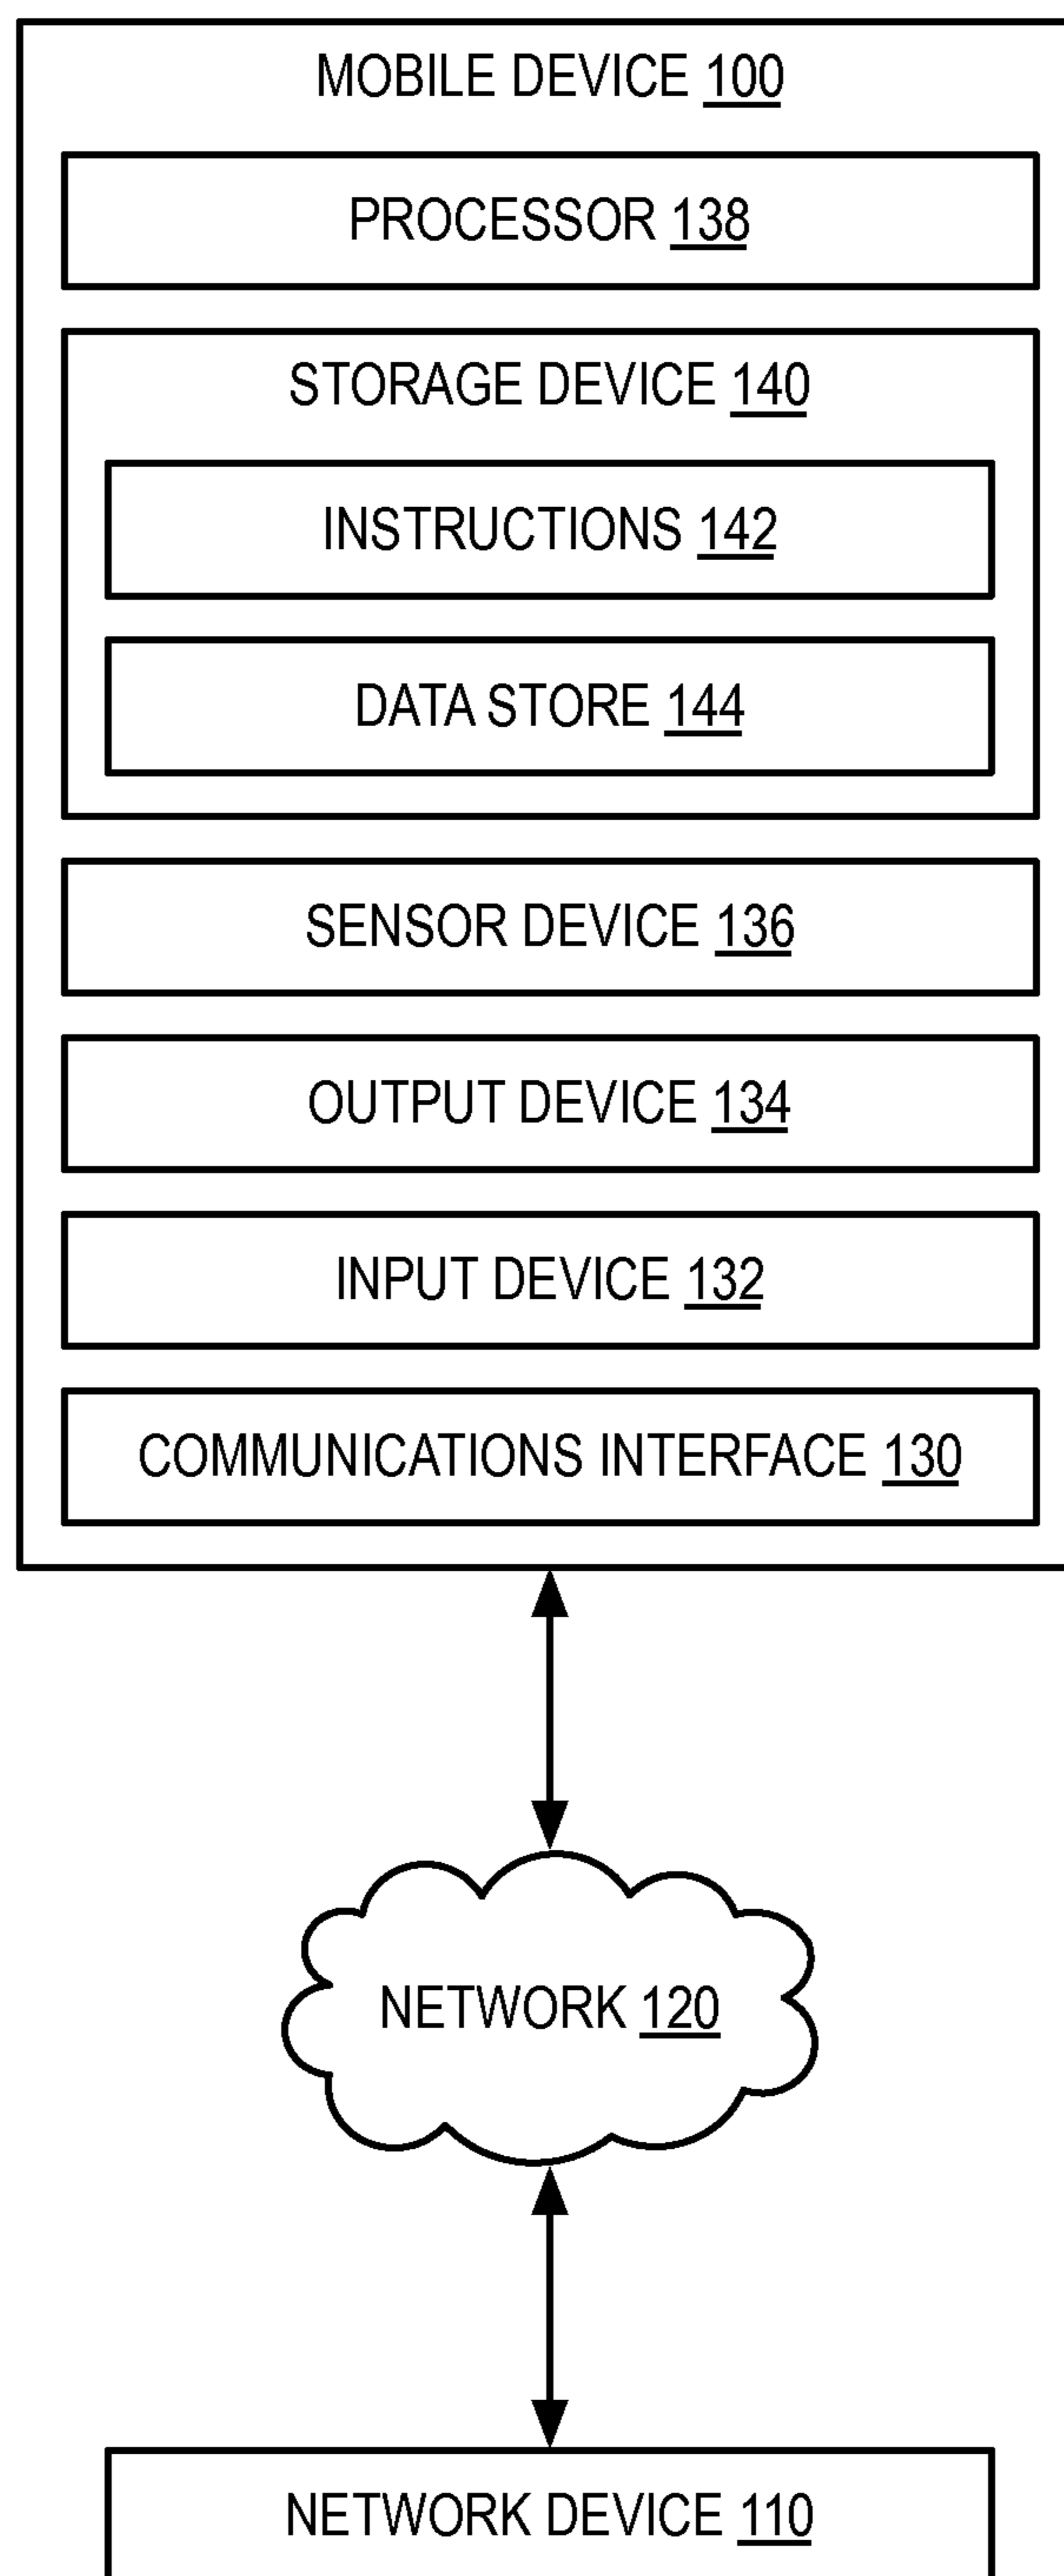 MOBILE DEVICE 100
PROCESSOR 138
STORAGE DEVICE 140
INSTRUCTIONS 142
DATA STORE 144
SENSOR DEVICE 136
OUTPUT DEVICE 134
INPUT DEVICE 132
COMMUNICATIONS INTERFACE 130
NETWORK 120
NETWORK DEVICE 110